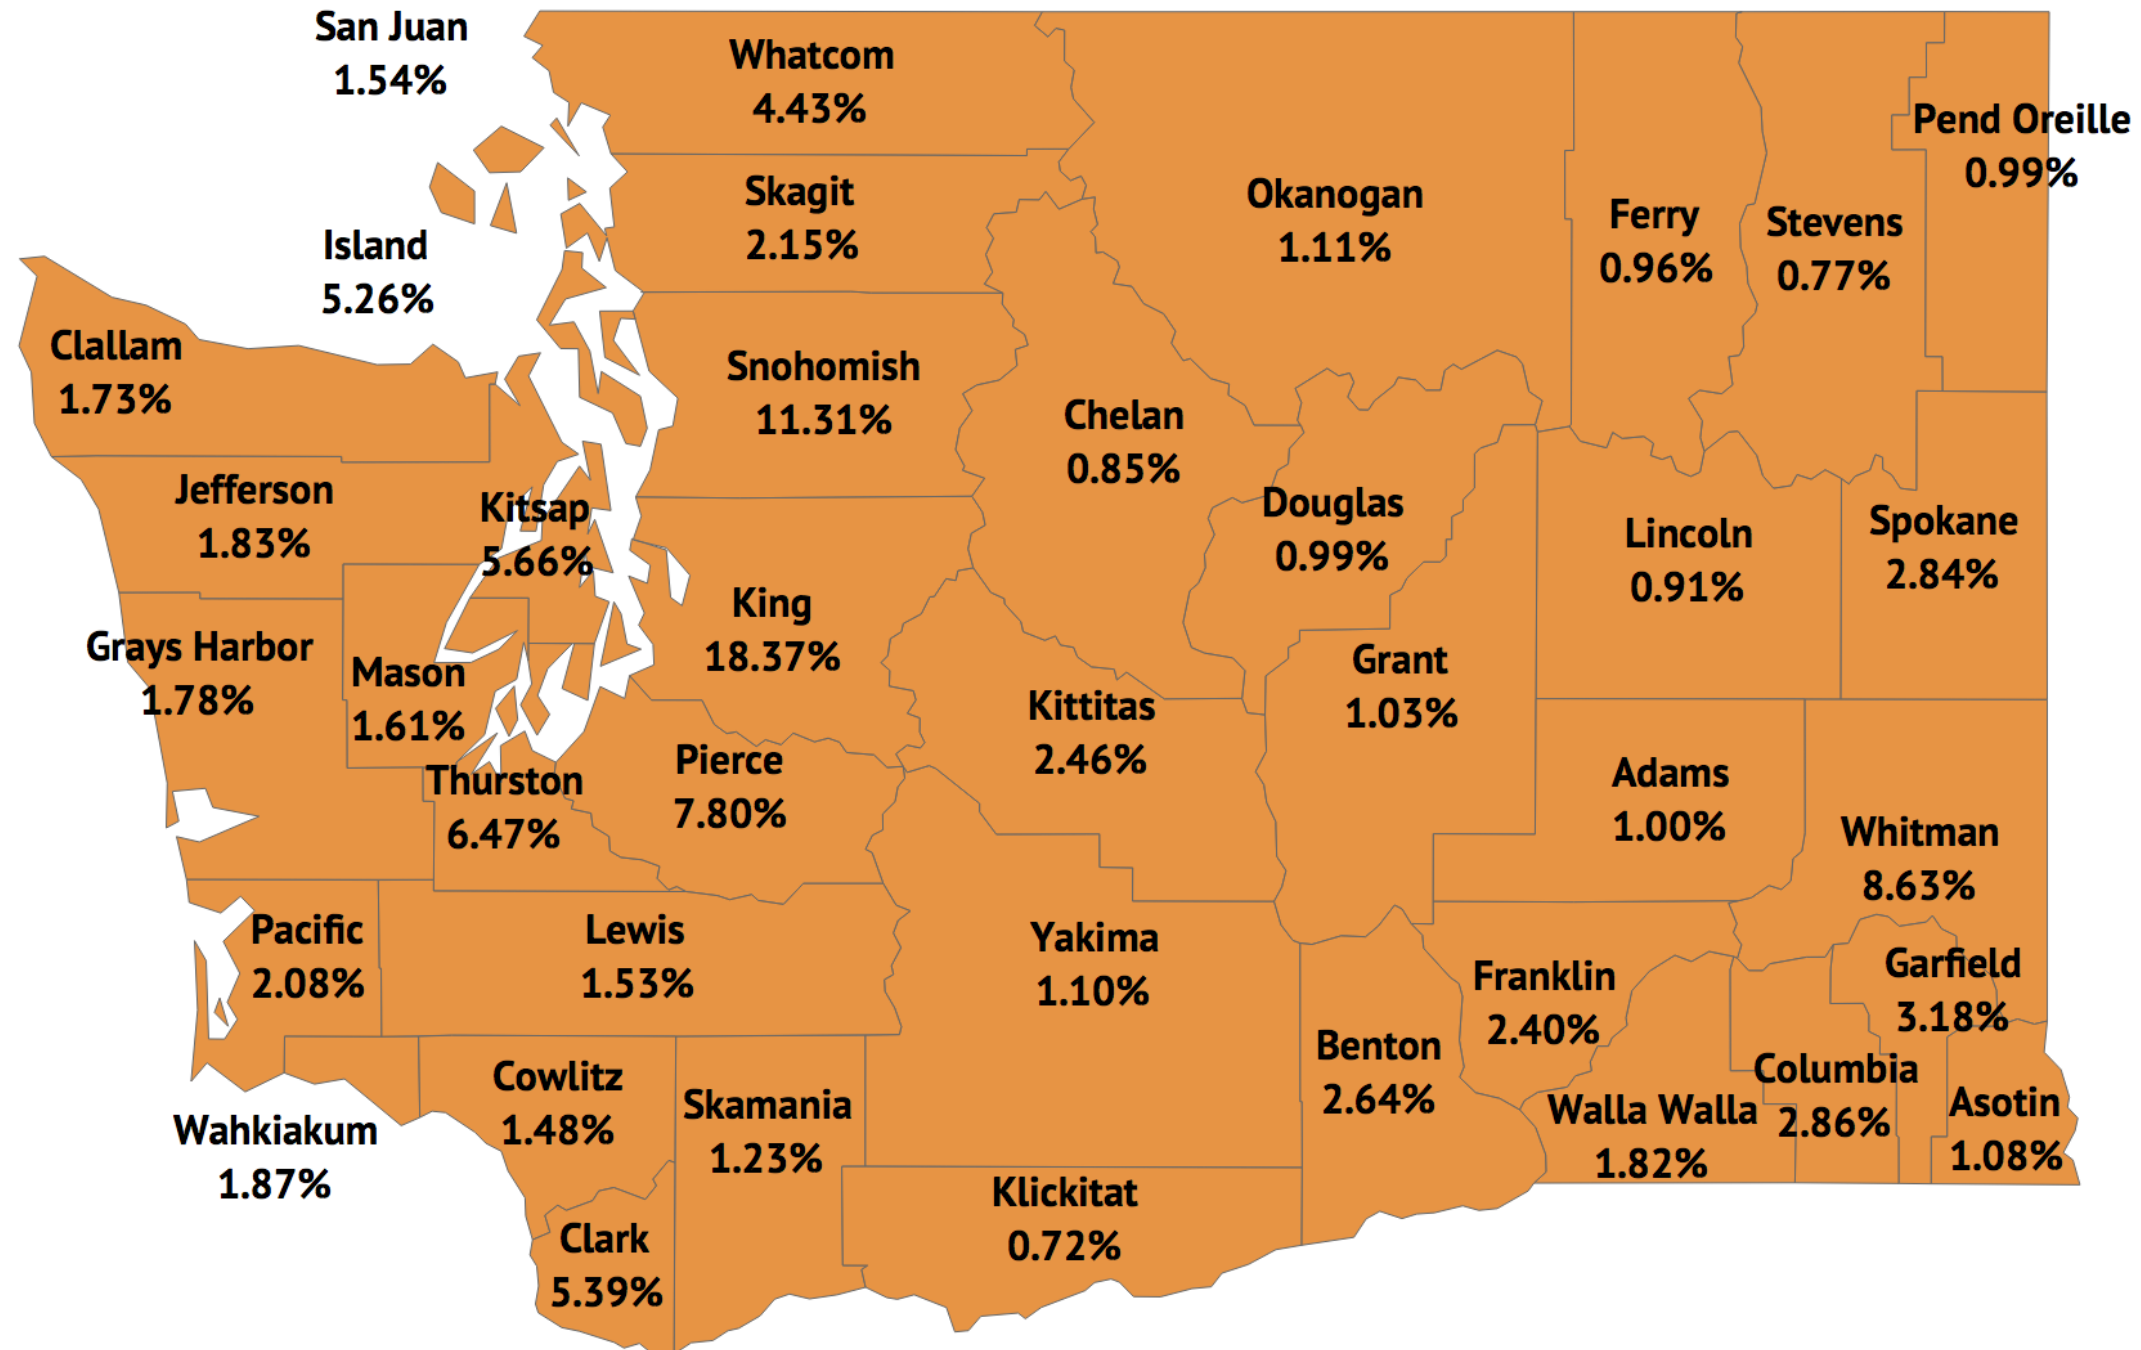 San Juan
1.54%
Whatcom
4.43%
Pend Oreille
0.99%
Skagit
2.15%
Okanogan
1.11%
Ferry
0.96%
Stevens
0.77%
Island
5.26%
Clallam
1.73%
Snohomish
11.31%
Chelan
0.85%
Jefferson
1.83%
Kitsap
5.66%
Douglas
0.99%
Lincoln
0.91%
Spokane
2.84%
King
18.37%
Grays Harbor
1.78%
Mason
1.61%
Kittitas
2.46%
Grant
1.03%
Thurston
6.47%
Pierce
7.80%
Adams
1.00%
Whitman
8.63%
Pacific
2.08%
Lewis
1.53%
Yakima
1.10%
Franklin
2.40%
Garfield
3.18%
Benton
2.64%
Columbia
2.86%
Walla Walla
1.82%
Asotin
1.08%
Cowlitz
1.48%
Skamania
1.23%
Wahkiakum
1.87%
Klickitat
0.72%
Clark
5.39%